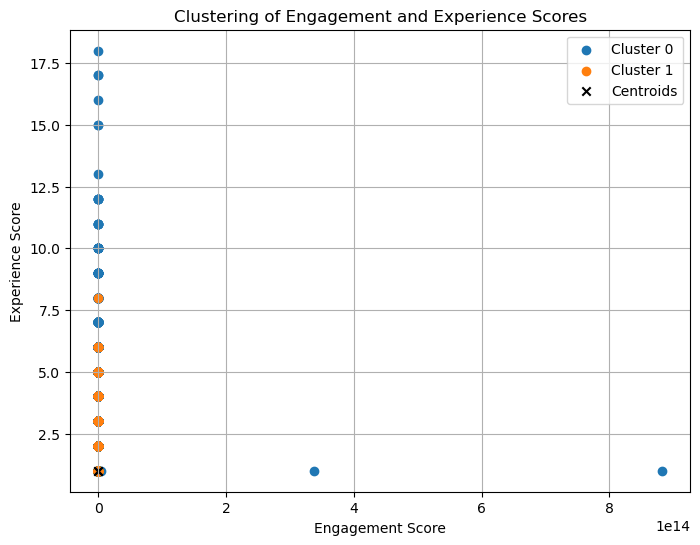 Clustering of Engagement and Experience Scores
Cluster 0
Cluster 1
Centroids
Experience Score
17.5
15.0
12.5
10.0
7.5
5.0
2.5
0
2
4
6
8
1e14
Engagement Score